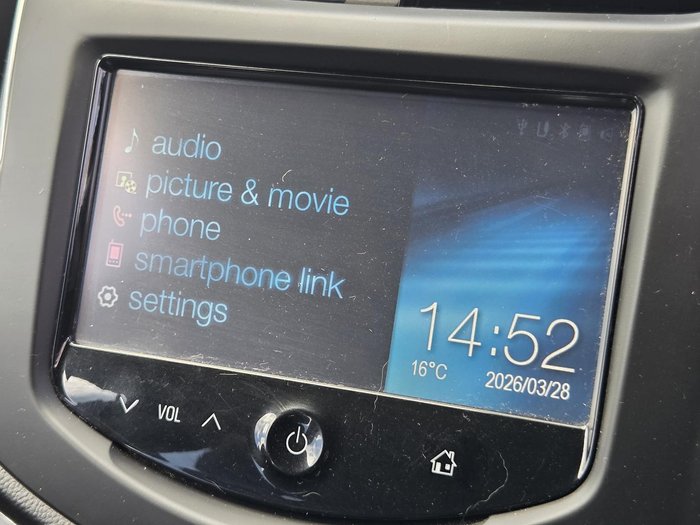 audio
picture & movie
phone
smartphone link
settings
14:52
16°C
2026/03/28
VOL